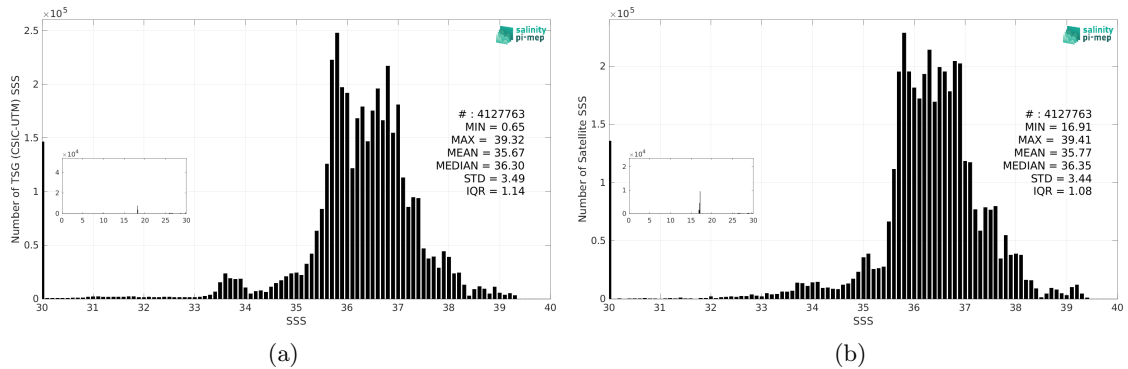 ×10⁵
2.5
2
1.5
1
0.5
0
Number of TSG (CSIC-UTM) SSS
salinity
pi-mep
# : 4127763
MIN = 0.65
MAX = 39.32
MEAN = 35.67
MEDIAN = 36.30
STD = 3.49
IQR = 1.14
×10⁴
4
2
0
0 5 10 15 20 25 30
30 31 32 33 34 35 36 37 38 39 40
SSS
(a)
×10⁵
2
1.5
1
0.5
0
Number of Satellite SSS
salinity
pi-mep
# : 4127763
MIN = 16.91
MAX = 39.41
MEAN = 35.77
MEDIAN = 36.35
STD = 3.44
IQR = 1.08
×10⁴
2
1
0
0 5 10 15 20 25 30
30 31 32 33 34 35 36 37 38 39 40
SSS
(b)